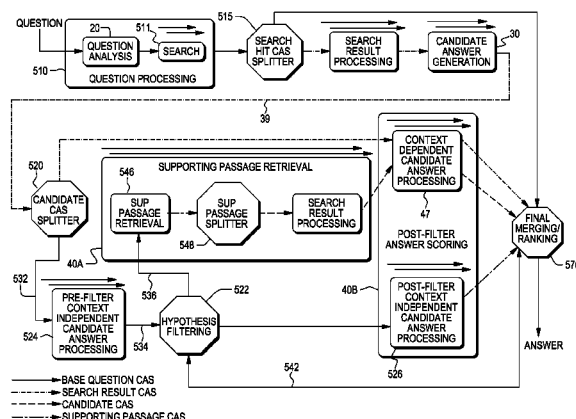 QUESTION
20
QUESTION
ANALYSIS
511
SEARCH
510
QUESTION PROCESSING
515
SEARCH
HIT CAS
SPLITTER
SEARCH
RESULT
PROCESSING
CANDIDATE
ANSWER
GENERATION
30
39
520
CANDIDATE
CAS
SPLITTER
SUPPORTING PASSAGE RETRIEVAL
546
SUP
PASSAGE
RETRIEVAL
SUP
PASSAGE
SPLITTER
548
SEARCH
RESULT
PROCESSING
40A
CONTEXT
DEPENDENT
CANDIDATE
ANSWER
PROCESSING
47
POST-FILTER
ANSWER SCORING
FINAL
MERGING/
RANKING
570
532
536
522
40B
PRE-FILTER
CONTEXT
INDEPENDENT
CANDIDATE
ANSWER
PROCESSING
524
534
HYPOTHESIS
FILTERING
POST-FILTER
CONTEXT
INDEPENDENT
CANDIDATE
ANSWER
PROCESSING
526
ANSWER
542
BASE QUESTION CAS
SEARCH RESULT CAS
CANDIDATE CAS
SUPPORTING PASSAGE CAS